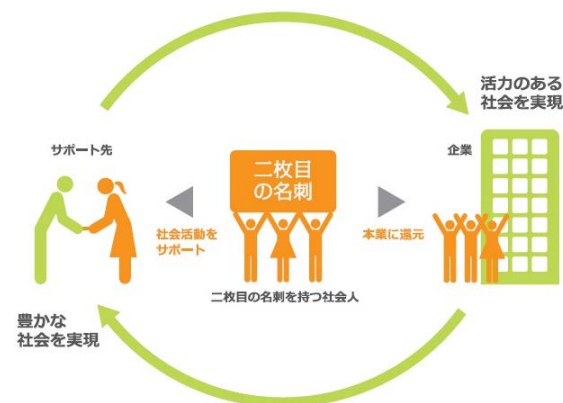 活力のある
社会を実現
サポート先
企業
二枚目
の名刺
社会活動を
サポート
本業に還元
二枚目の名刺を持つ社会人
豊かな
社会を実現